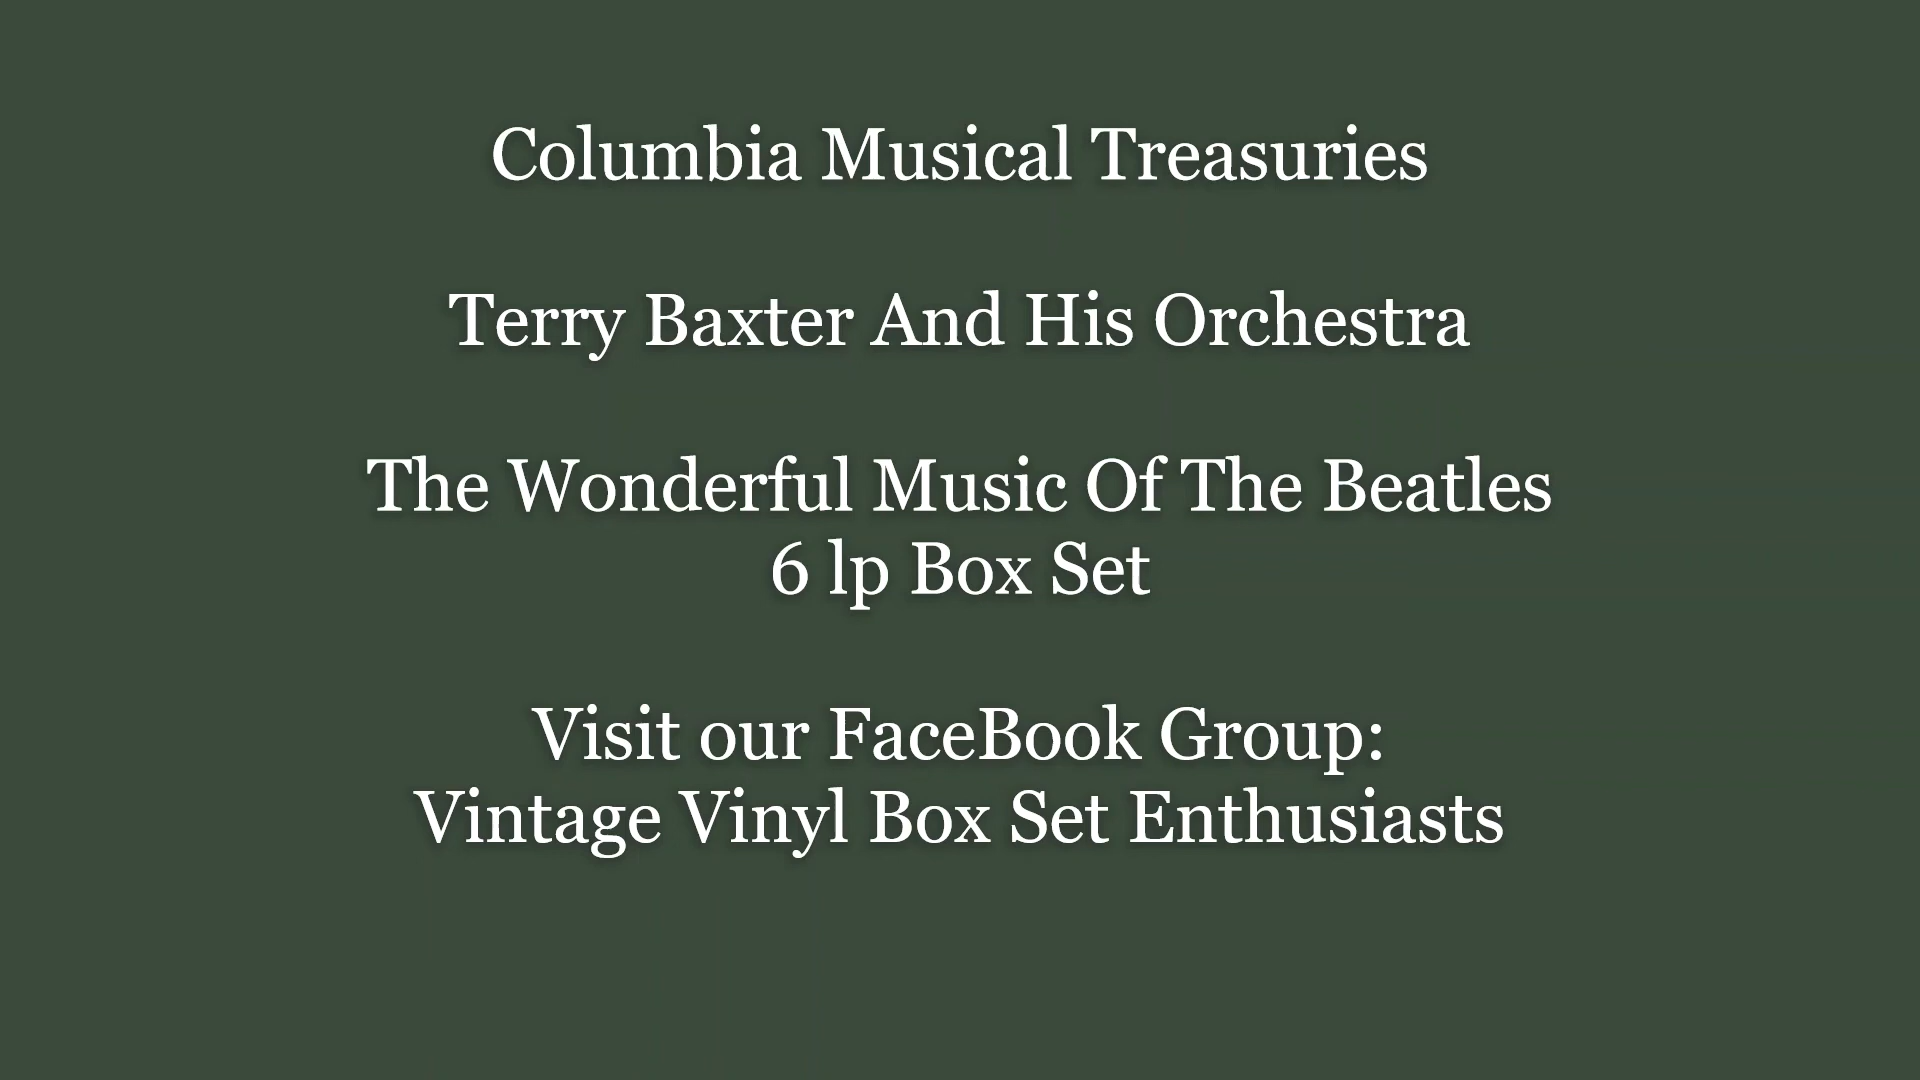 Columbia Musical Treasuries
Terry Baxter And His Orchestra
The Wonderful Music Of The Beatles
6 lp Box Set
Visit our FaceBook Group:
Vintage Vinyl Box Set Enthusiasts